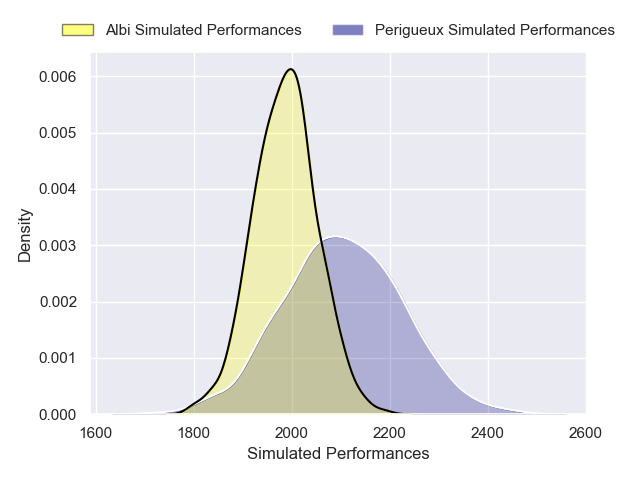 Albi Simulated Performances
Perigueux Simulated Performances
0.006
0.005
0.004
0.003
0.002
0.001
0.000
Density
1600 1800 2000 2200 2400 2600
Simulated Performances